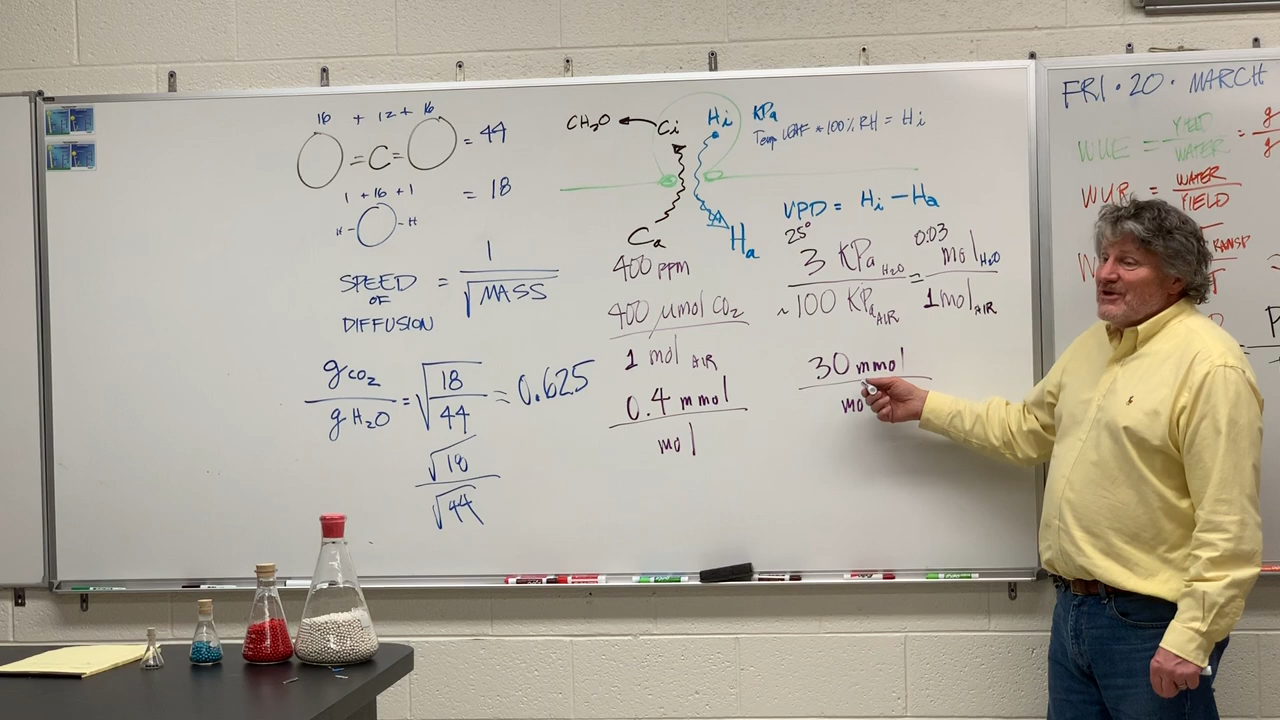 16 + 12 + 16
=C= = 44
1 + 16 + 1
H- -H = 18
SPEED OF DIFFUSION = 1 / √MASS
gCO2 / gH2O = √18/44 = 0.625
√18 / √44
CH2O Ci Hi KPa
Temp LEAF * 100% RH = Hi
Ca Ha
400 ppm
400 μmol CO2
1 mol AIR
0.4 mmol
mol
VPD = Hi - Ha
25°
3 KPa H2O / ~100 KPa AIR = 0.03 mol H2O / 1 mol AIR
30 mmol
mo
FRI · 20 · MARCH
WUE = YIELD / WATER = g / g
WUR = WATER / YIELD